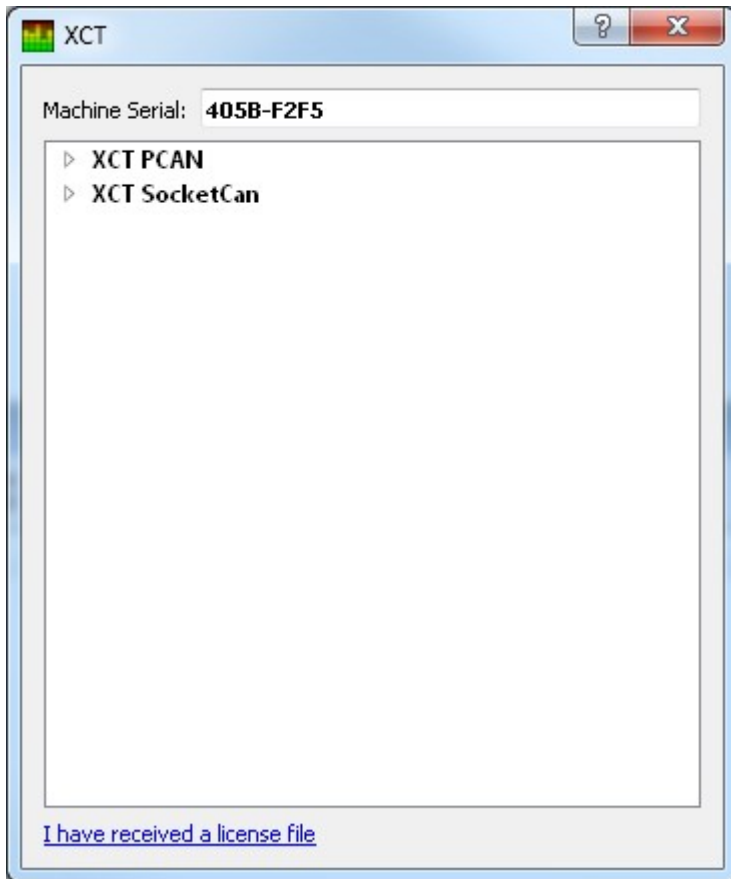 XCT
Machine Serial: 405B-F2F5
XCT PCAN
XCT SocketCan
I have received a license file